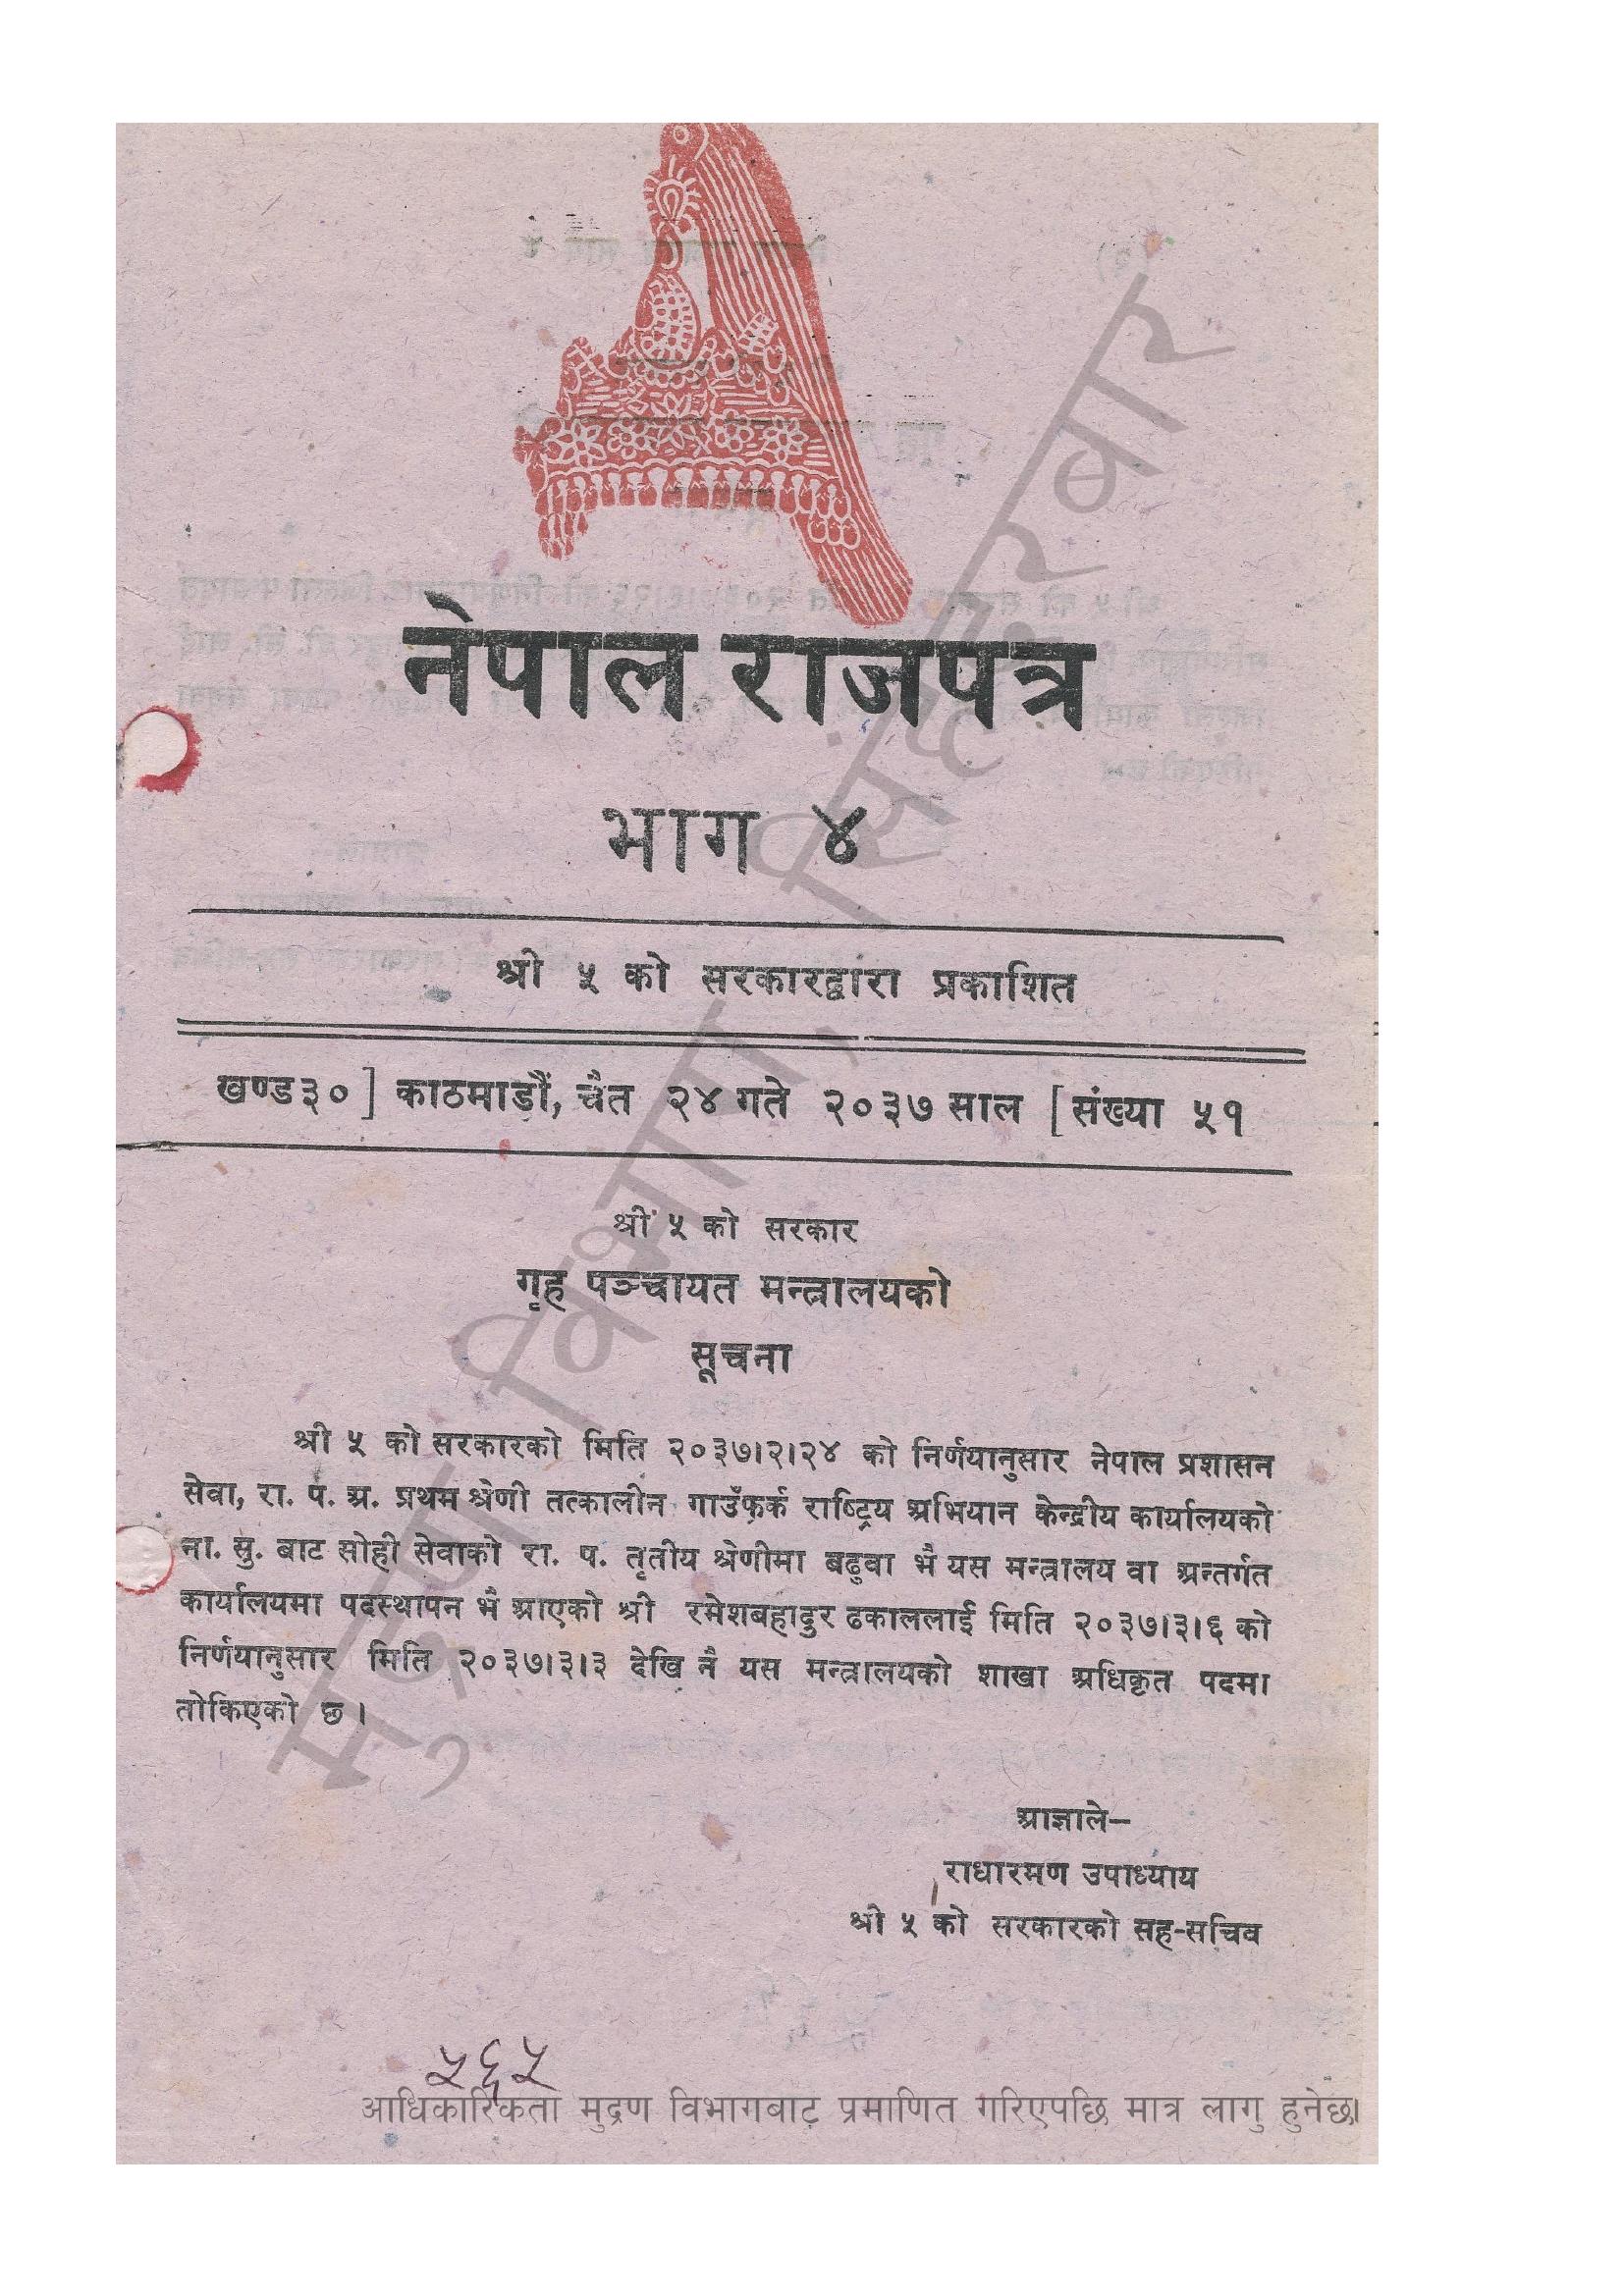 नेपाल राजपत्र
भाग ४
श्री ५ को सरकारद्वारा प्रकाशित
खण्ड३०] काठमाडौं, चैत २४ गते २०३७ साल [संख्या ५१
श्री ५ को सरकार
गृह पञ्चायत मन्त्रालयको
सूचना
श्री ५ को सरकारको मिति २०३७।२।२४ को निर्णयानुसार नेपाल प्रशासन
सेवा, रा. प. अ. प्रथम श्रेणी तत्कालीन गाउँफर्क राष्ट्रिय अभियान केन्द्रीय कार्यालयको
ना. सु. बाट सोही सेवाको रा. प. तृतीय श्रेणीमा बढुवा भै यस मन्त्रालय वा अन्तर्गत
कार्यालयमा पदस्थापन भै आएको श्री रमेशबहादुर ढकाललाई मिति २०३७।३।६ को
निर्णयानुसार मिति २०३७।३।३ देखि नै यस मन्त्रालयको शाखा अधिकृत पदमा
तोकिएको छ ।
आज्ञाले–
राधारमण उपाध्याय
श्री ५ को सरकारको सह-सचिव
५६५
आधिकारिकता मुद्रण विभागबाट प्रमाणित गरिएपछि मात्र लागु हुनेछ।
मुद्रण विभाग, सिंहदरबार